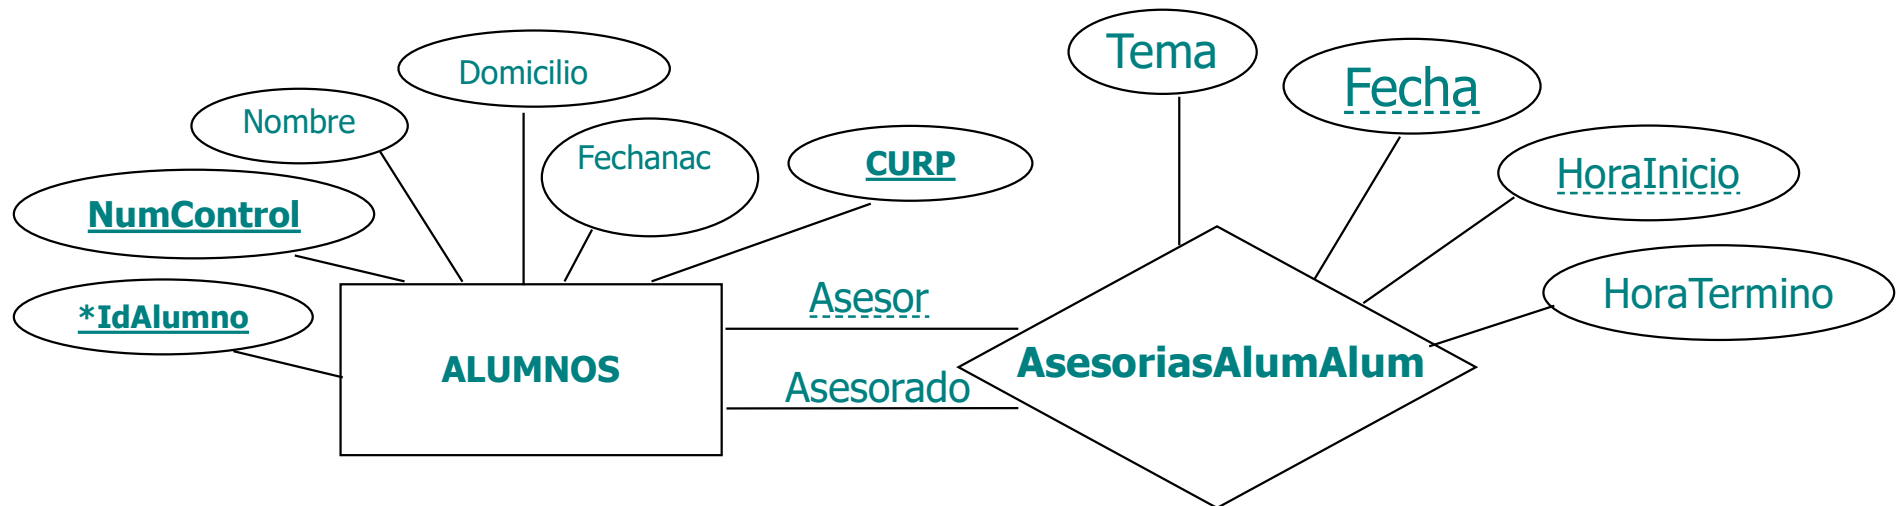 Tema
Domicilio
Fecha
Nombre
Fechanac
CURP
HoraInicio
NumControl
*IdAlumno
Asesor
HoraTermino
ALUMNOS
AsesoriasAlumAlum
Asesorado